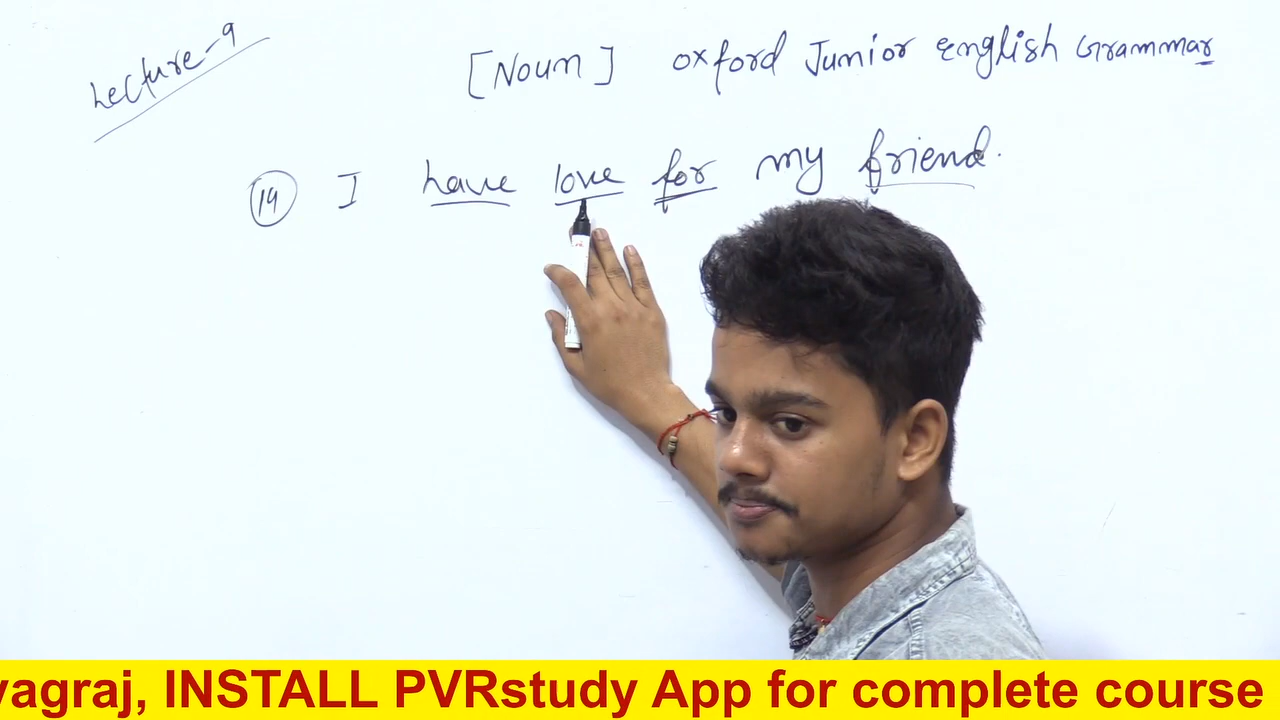 Lecture-9
[Noun] Oxford Junior English Grammar
(19) I have love for my friend.
yagraj, INSTALL PVRstudy App for complete course